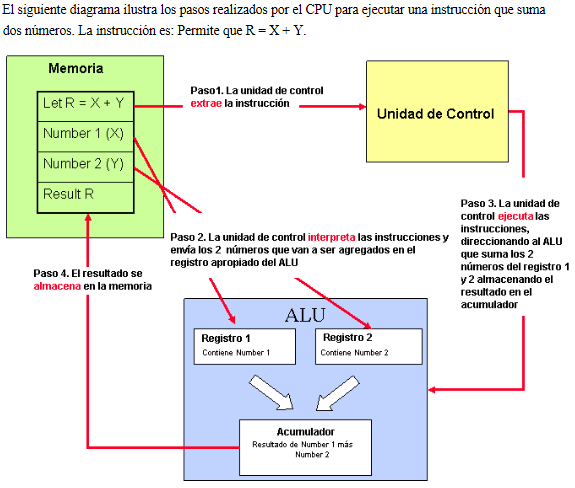 El siguiente diagrama ilustra los pasos realizados por el CPU para ejecutar una instrucción que suma
dos números. La instrucción es: Permite que R = X + Y.
Memoria
Let R = X + Y
Number 1 (X)
Number 2 (Y)
Result R
Paso1. La unidad de control
extrae la instrucción
Unidad de Control
Paso 2. La unidad de control interpreta las instrucciones y
envía los 2 números que van a ser agregados en el
registro apropiado del ALU
Paso 3. La unidad de
control ejecuta las
instrucciones,
direccionando al ALU
que suma los 2
números del registro 1
y 2 almacenando el
resultado en el
acumulador
Paso 4. El resultado se
almacena en la memoria
ALU
Registro 1
Contiene Number 1
Registro 2
Contiene Number 2
Acumulador
Resultado de Number 1 más
Number 2